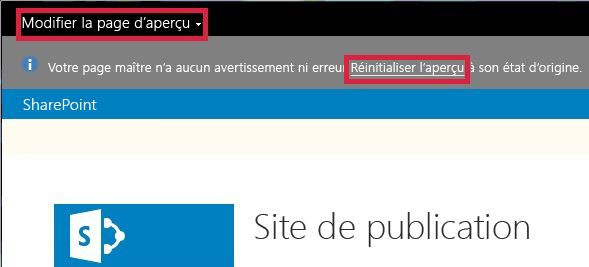 Modifier la page d'aperçu
Votre page maître n'a aucun avertissement ni erreur Réinitialiser l'aperçu à son état d'origine.
SharePoint
S
Site de publication